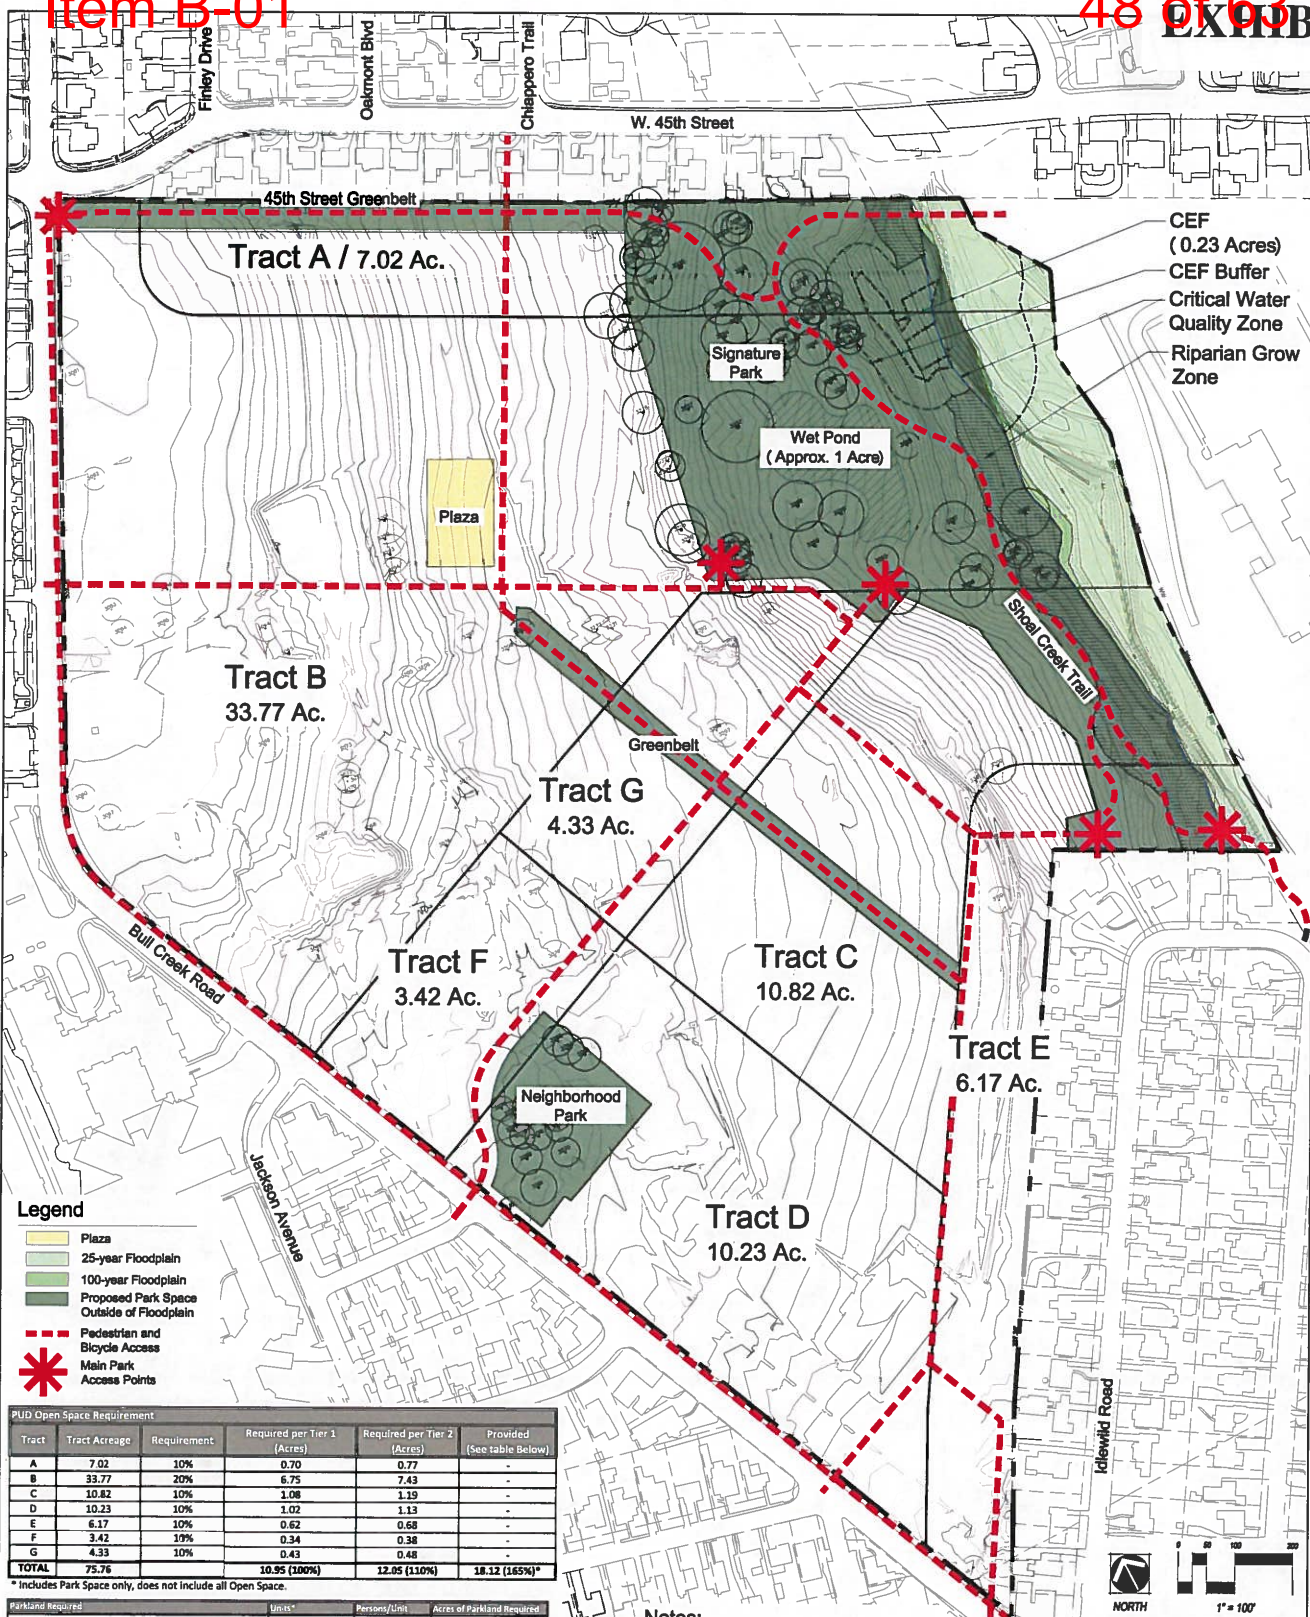 Item B-01
48 of 63
EXHIB
Finley Drive
Oakmont Blvd
Chiappero Trail
W. 45th Street
45th Street Greenbelt
Tract A / 7.02 Ac.
CEF
( 0.23 Acres)
CEF Buffer
Critical Water
Quality Zone
Riparian Grow
Zone
Signature
Park
Wet Pond
( Approx. 1 Acre)
Plaza
Shoal Creek Trail
Tract B
33.77 Ac.
Greenbelt
Tract G
4.33 Ac.
Bull Creek Road
Tract F
3.42 Ac.
Tract C
10.82 Ac.
Tract E
6.17 Ac.
Neighborhood
Park
Jackson Avenue
Tract D
10.23 Ac.
Idlewild Road
Legend
Plaza
25-year Floodplain
100-year Floodplain
Proposed Park Space
Outside of Floodplain
Pedestrian and
Bicycle Access
Main Park
Access Points
PUD Open Space Requirement
Tract Tract Acreage Requirement Required per Tier 1 (Acres) Required per Tier 2 (Acres) Provided (See table Below)
A 7.02 10% 0.70 0.77 -
B 33.77 20% 6.75 7.43 -
C 10.82 10% 1.08 1.19 -
D 10.23 10% 1.02 1.13 -
E 6.17 10% 0.62 0.68 -
F 3.42 10% 0.34 0.38 -
G 4.33 10% 0.43 0.48 -
TOTAL 75.76 10.95 (100%) 12.05 (110%) 18.12 (165%)*
* Includes Park Space only, does not include all Open Space.
Parkland Required Units* Persons/Unit Acres of Parkland Required
Notes:
NORTH
0 50 100 200
1" = 100'